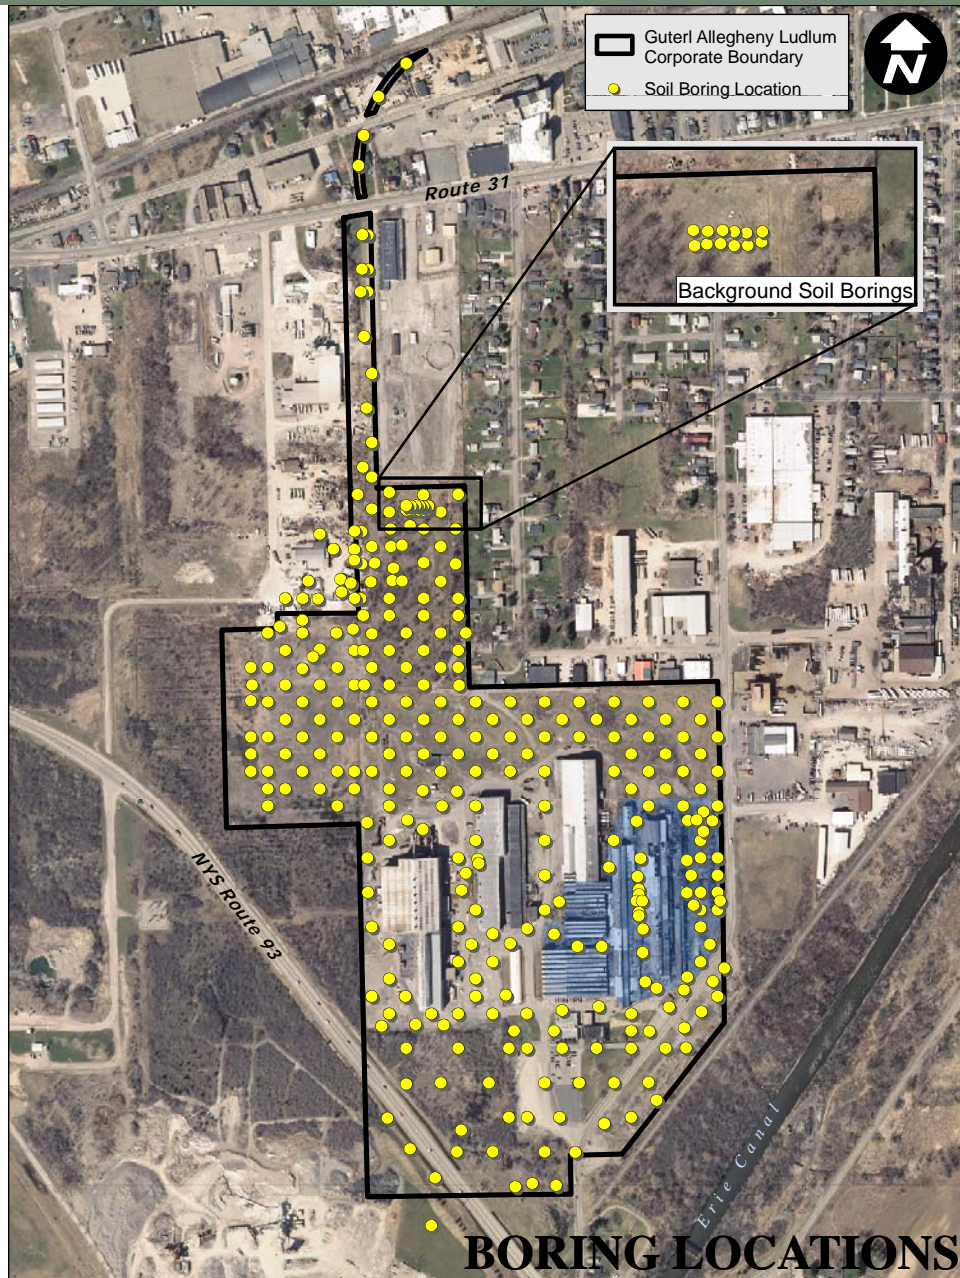 Guterl Allegheny Ludlum
Corporate Boundary
Soil Boring Location
N
Route 31
Background Soil Borings
NYS Route 93
Erie Canal
BORING LOCATIONS